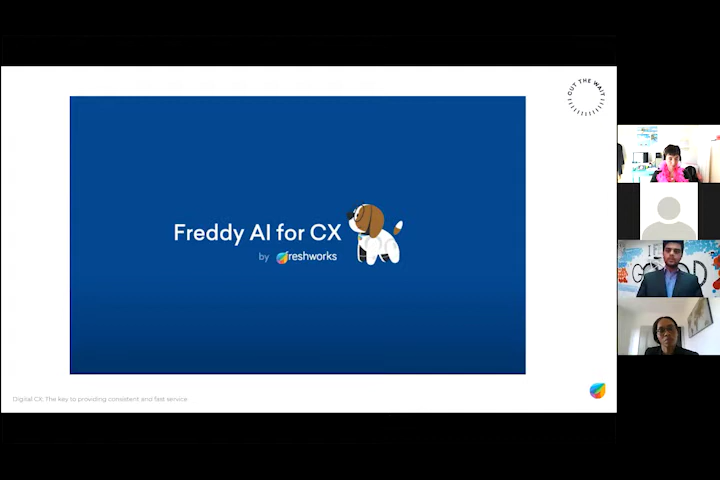 CUT THE WAIT
Freddy AI for CX
by freshworks
Digital CX: The key to providing consistent and fast service